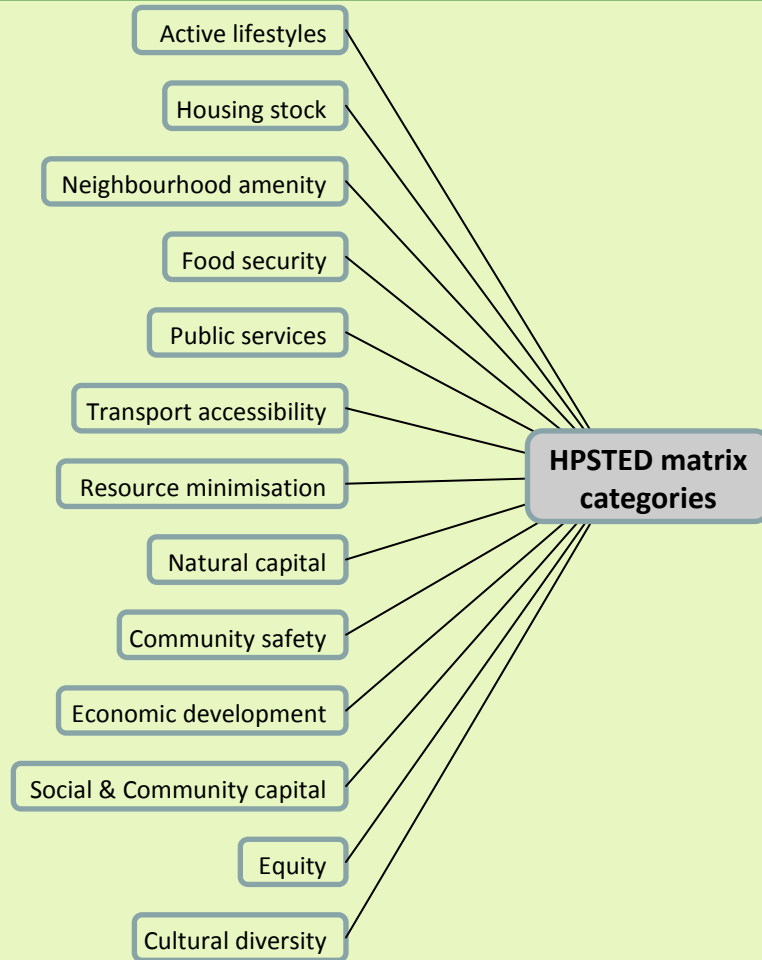 Active lifestyles
Housing stock
Neighbourhood amenity
Food security
Public services
Transport accessibility
Resource minimisation
Natural capital
Community safety
Economic development
Social & Community capital
Equity
Cultural diversity
HPSTED matrix
categories